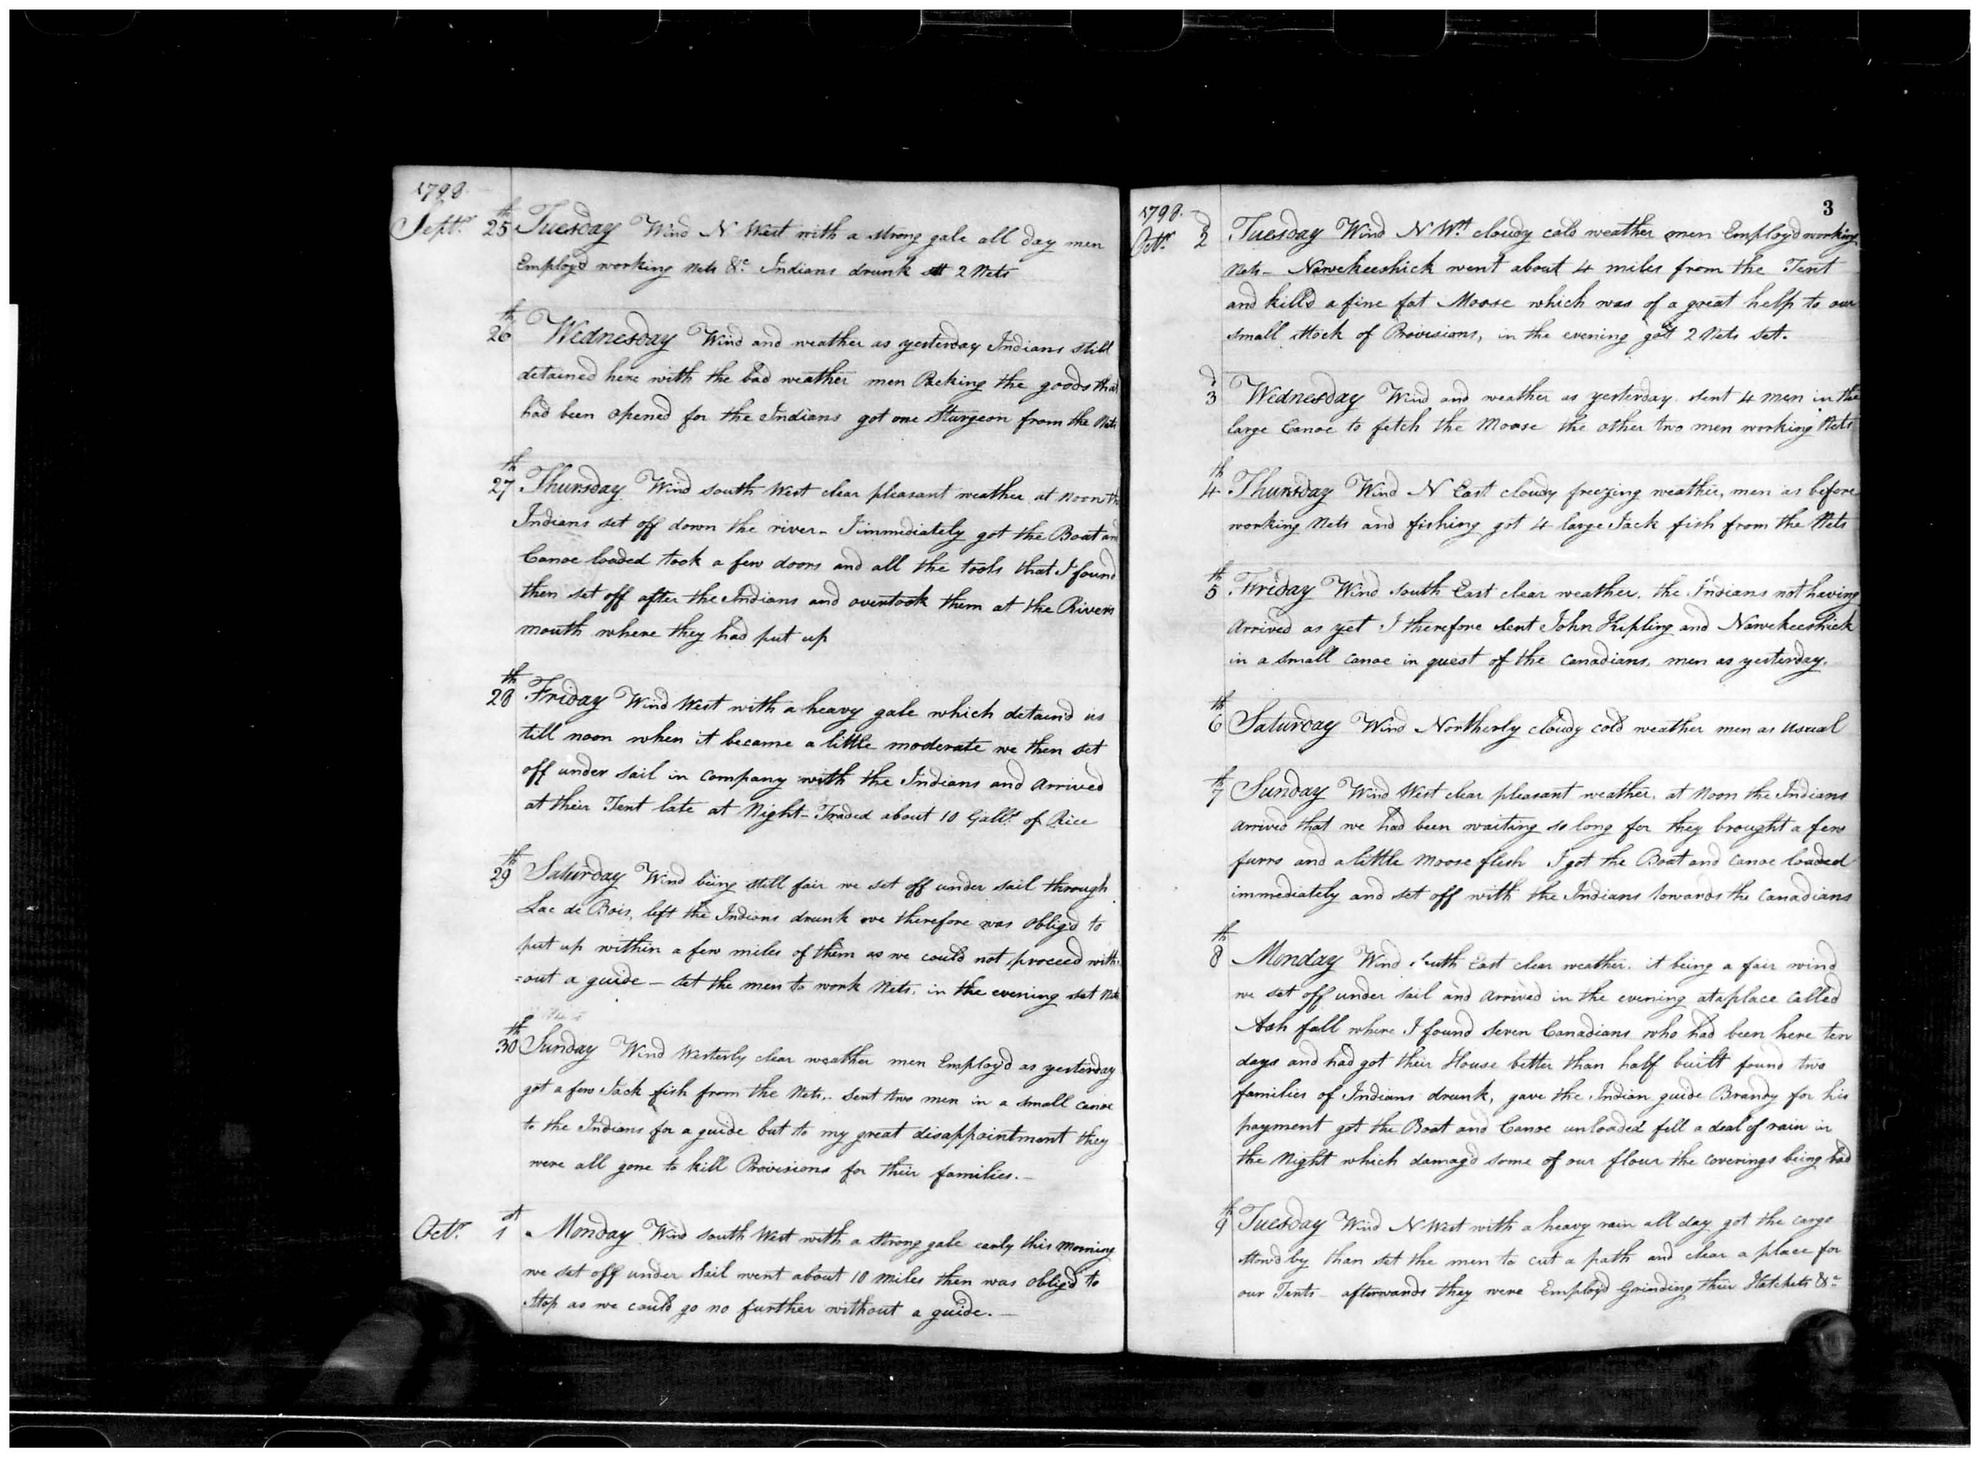 1798.
Septr. 25th Tuesday Wind N West with a strong gale all day men
Employd working Nets &c. Indians drunk set 2 Nets
26th Wednesday Wind and weather as yesterday Indians still
detained here with the bad weather men Packing the goods that
had been opened for the Indians got one Sturgeon from the Nets
27th Thursday Wind South West clear pleasant weather at noon the
Indians set off down the river - I immediately got the Boat and
Canoe loaded took a few doors and all the tools that I found
then set off after the Indians and overtook them at the Rivers
mouth where they had put up
28th Friday Wind West with a heavy gale which detaind us
till noon when it became a little moderate we then set
off under sail in company with the Indians and arrived
at their Tent late at Night - Traded about 10 Galls. of Rice
29th Saturday Wind being still fair we set off under sail through
Lac de Bois, left the Indians drunk we therefore was obligd to
put up within a few miles of them as we could not proceed with-
=out a guide - set the men to work Nets. in the evening set Nets
30th Sunday Wind Westerly clear weather men Employd as yesterday
got a few Jack fish from the Nets. sent two men in a small canoe
to the Indians for a guide but to my great disappointment they
were all gone to kill Provisions for their families. -
Octr. 1st Monday Wind South West with a strong gale early this morning
we set off under Sail went about 10 miles then was obligd to
Stop as we could go no further without a guide. -
3
1798.
Octr. 2d Tuesday Wind N Wt. cloudy cold weather men Employd working
Nets - Nawekeeshick went about 4 miles from the Tent
and killd a fine fat Moose which was of a great help to our
small stock of Provisions, in the evening got 2 Nets set.
3d Wednesday Wind and weather as yesterday. sent 4 men in the
large Canoe to fetch the Moose the other two men working Nets
4th Thursday Wind N East cloudy freezing weather, men as before
working Nets and fishing got 4 large Jack fish from the Nets
5th Friday Wind South East clear weather. the Indians not having
arrived as yet I therefore sent John Kipling and Nawekeeshick
in a small canoe in quest of the Canadians. men as yesterday.
6th Saturday Wind Northerly cloudy cold weather men as usual
7th Sunday Wind West clear pleasant weather. at noon the Indians
arrived that we had been waiting so long for they brought a few
furrs and a little Moose flesh I got the Boat and Canoe loaded
immediately and set off with the Indians towards the Canadians
8th Monday Wind South East clear weather. it being a fair wind
we set off under sail and arrived in the evening at a place called
Ash fall where I found seven Canadians who had been here ten
days and had got their House better than half built found two
families of Indians drunk, gave the Indian guide Brandy for his
payment got the Boat and Canoe unloaded fell a deal of rain in
the Night which damagd some of our flour the coverings being bad
9th Tuesday Wind N West with a heavy rain all day got the cargo
stowd by than set the men to cut a path and clear a place for
our Tents - afterwards they were Employd Grinding their Hatchets &c